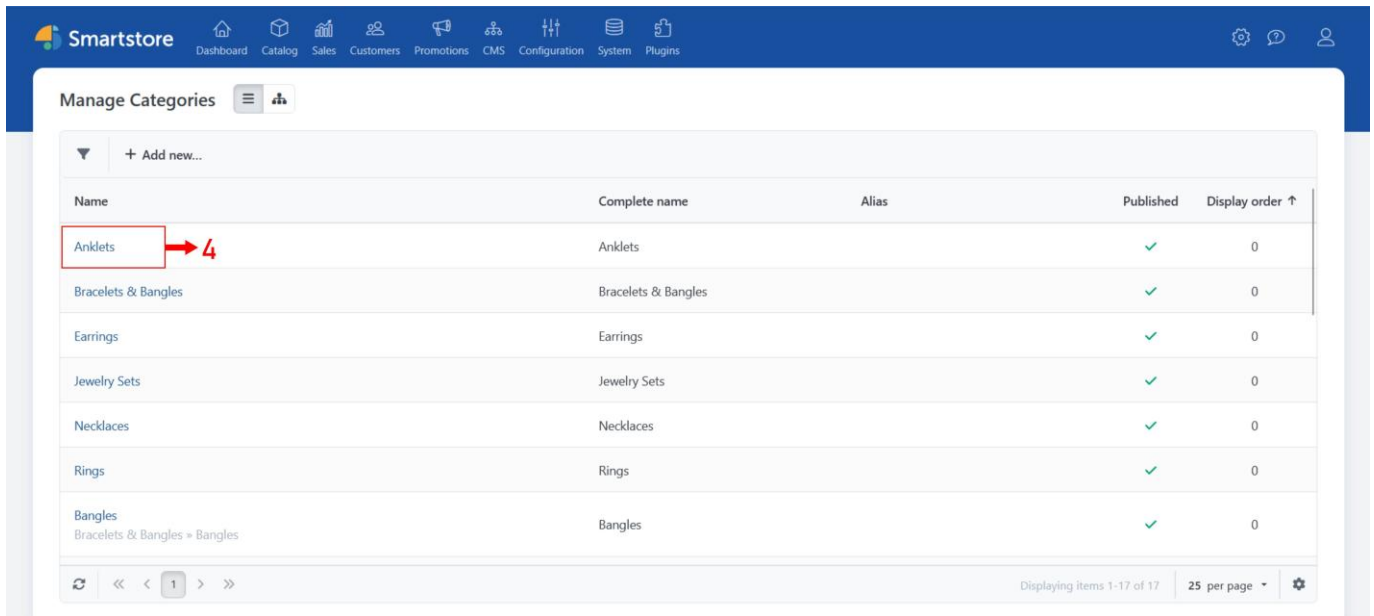 Smartstore
Dashboard Catalog Sales Customers Promotions CMS Configuration System Plugins
Manage Categories
+ Add new...
Name Complete name Alias Published Display order ↑
Anklets 4 Anklets 0
Bracelets & Bangles Bracelets & Bangles 0
Earrings Earrings 0
Jewelry Sets Jewelry Sets 0
Necklaces Necklaces 0
Rings Rings 0
Bangles Bangles 0
Bracelets & Bangles » Bangles
1 Displaying items 1-17 of 17 25 per page